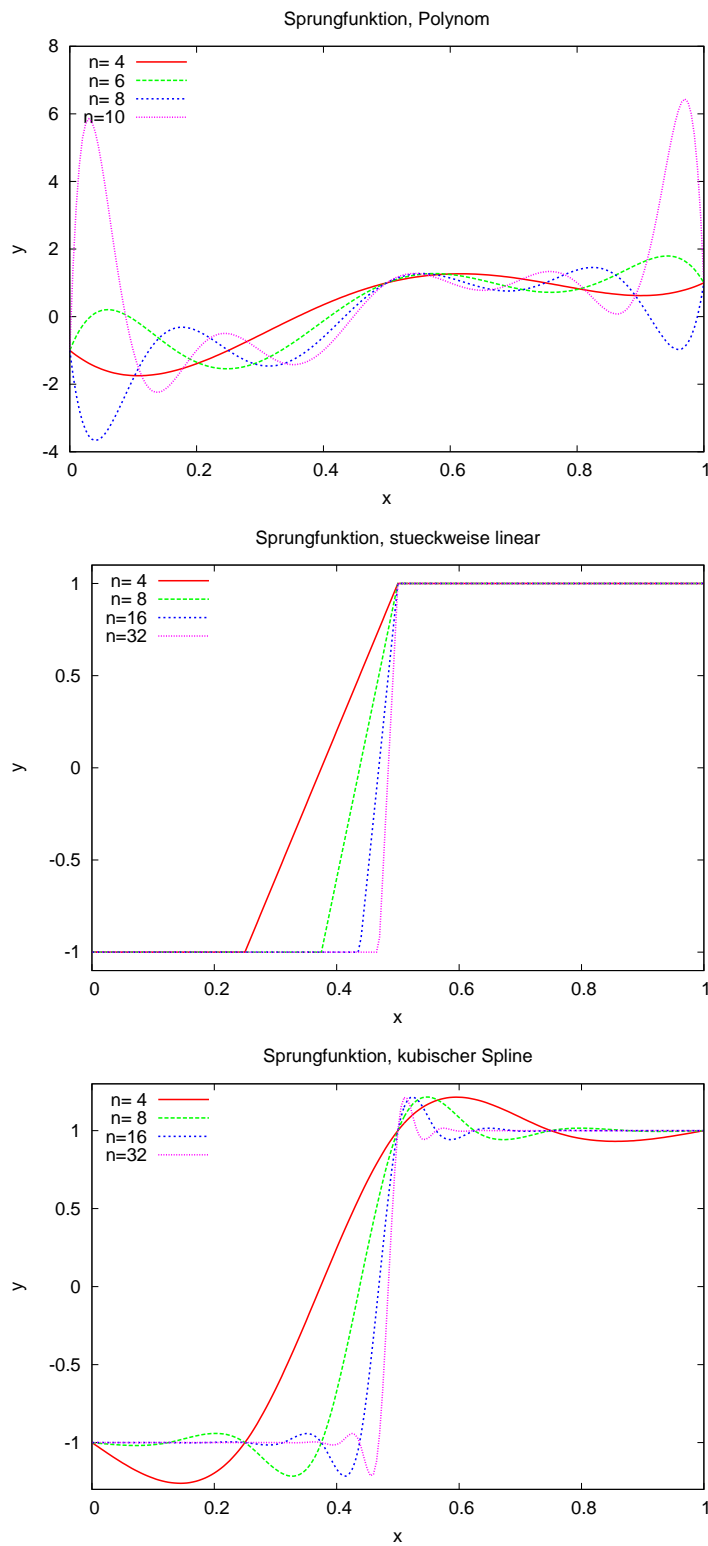 Sprungfunktion, Polynom
8
6
4
2
0
-2
-4
y
n= 4
n= 6
n= 8
n=10
0
0.2
0.4
0.6
0.8
1
x
Sprungfunktion, stueckweise linear
1
0.5
0
-0.5
-1
y
n= 4
n= 8
n=16
n=32
0
0.2
0.4
0.6
0.8
1
x
Sprungfunktion, kubischer Spline
1
0.5
0
-0.5
-1
y
n= 4
n= 8
n=16
n=32
0
0.2
0.4
0.6
0.8
1
x